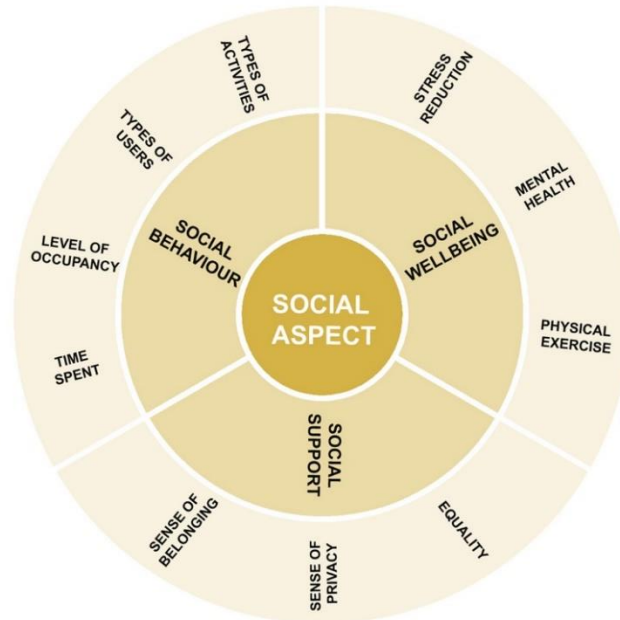 SOCIAL
ASPECT
SOCIAL
BEHAVIOUR
TYPES OF
ACTIVITIES
TYPES OF
USERS
LEVEL OF
OCCUPANCY
TIME
SPENT
SOCIAL
WELLBEING
STRESS
REDUCTION
MENTAL
HEALTH
PHYSICAL
EXERCISE
SOCIAL
SUPPORT
SENSE OF
BELONGING
SENSE OF
PRIVACY
EQUALITY